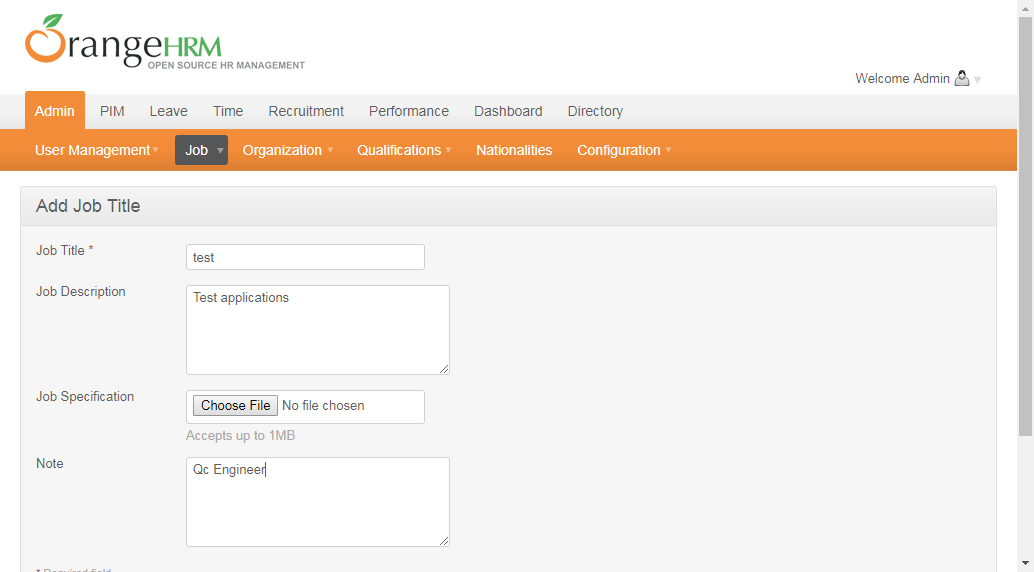 OrangeHRM
OPEN SOURCE HR MANAGEMENT
Welcome Admin
Admin PIM Leave Time Recruitment Performance Dashboard Directory
User Management Job Organization Qualifications Nationalities Configuration
Add Job Title
Job Title * test
Job Description Test applications
Job Specification Choose File No file chosen
Accepts up to 1MB
Note Qc Engineer
* Required field